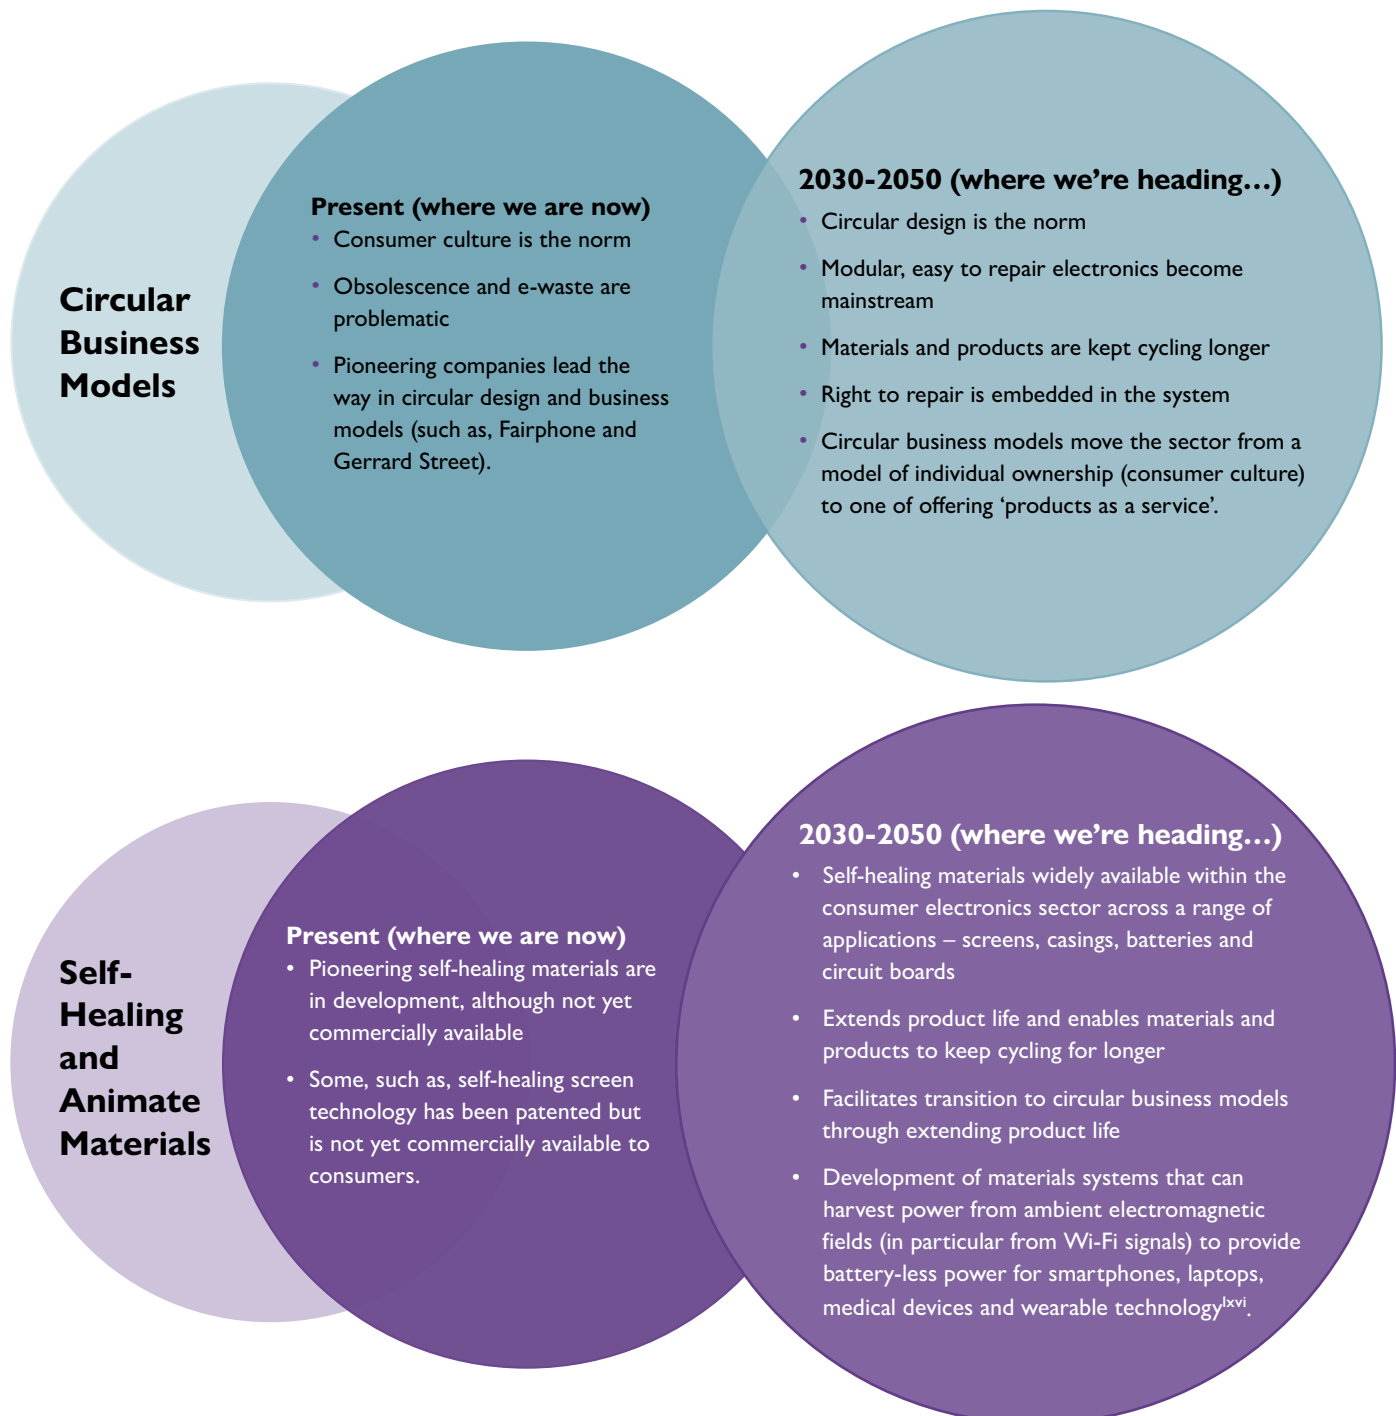 Circular
Business
Models
Present (where we are now)
• Consumer culture is the norm
• Obsolescence and e-waste are
problematic
• Pioneering companies lead the
way in circular design and business
models (such as, Fairphone and
Gerrard Street).
2030-2050 (where we're heading…)
• Circular design is the norm
• Modular, easy to repair electronics become
mainstream
• Materials and products are kept cycling longer
• Right to repair is embedded in the system
• Circular business models move the sector from a
model of individual ownership (consumer culture)
to one of offering ‘products as a service’.
Self-
Healing
and
Animate
Materials
Present (where we are now)
• Pioneering self-healing materials are
in development, although not yet
commercially available
• Some, such as, self-healing screen
technology has been patented but
is not yet commercially available to
consumers.
2030-2050 (where we're heading…)
• Self-healing materials widely available within the
consumer electronics sector across a range of
applications – screens, casings, batteries and
circuit boards
• Extends product life and enables materials and
products to keep cycling for longer
• Facilitates transition to circular business models
through extending product life
• Development of materials systems that can
harvest power from ambient electromagnetic
fields (in particular from Wi-Fi signals) to provide
battery-less power for smartphones, laptops,
medical devices and wearable technologylxvi.